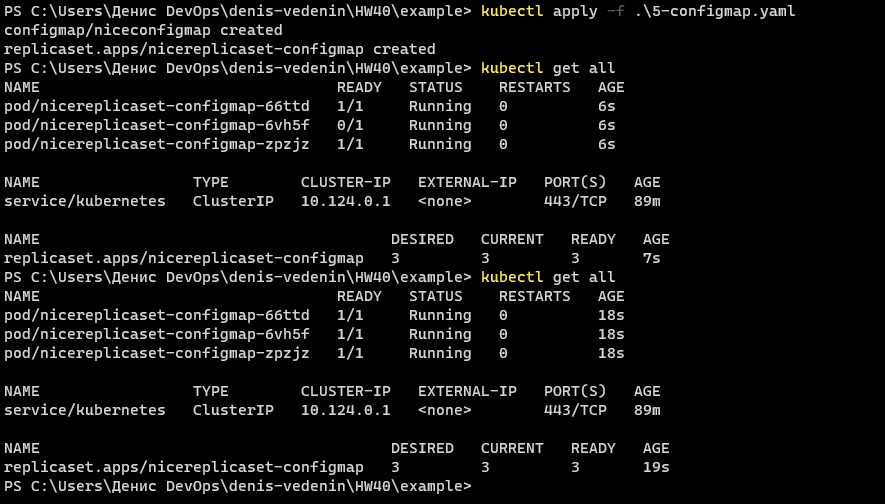 PS C:\Users\Денис DevOps\denis-vedenin\HW40\example> kubectl apply -f .\5-configmap.yaml
configmap/niceconfigmap created
replicaset.apps/nicereplicaset-configmap created
PS C:\Users\Денис DevOps\denis-vedenin\HW40\example> kubectl get all
NAME                                 READY   STATUS    RESTARTS   AGE
pod/nicereplicaset-configmap-66ttd   1/1     Running   0          6s
pod/nicereplicaset-configmap-6vh5f   0/1     Running   0          6s
pod/nicereplicaset-configmap-zpzjz   1/1     Running   0          6s

NAME                 TYPE        CLUSTER-IP   EXTERNAL-IP   PORT(S)   AGE
service/kubernetes   ClusterIP   10.124.0.1   <none>        443/TCP   89m

NAME                                       DESIRED   CURRENT   READY   AGE
replicaset.apps/nicereplicaset-configmap   3         3         3       7s
PS C:\Users\Денис DevOps\denis-vedenin\HW40\example> kubectl get all
NAME                                 READY   STATUS    RESTARTS   AGE
pod/nicereplicaset-configmap-66ttd   1/1     Running   0          18s
pod/nicereplicaset-configmap-6vh5f   1/1     Running   0          18s
pod/nicereplicaset-configmap-zpzjz   1/1     Running   0          18s

NAME                 TYPE        CLUSTER-IP   EXTERNAL-IP   PORT(S)   AGE
service/kubernetes   ClusterIP   10.124.0.1   <none>        443/TCP   89m

NAME                                       DESIRED   CURRENT   READY   AGE
replicaset.apps/nicereplicaset-configmap   3         3         3       19s
PS C:\Users\Денис DevOps\denis-vedenin\HW40\example>